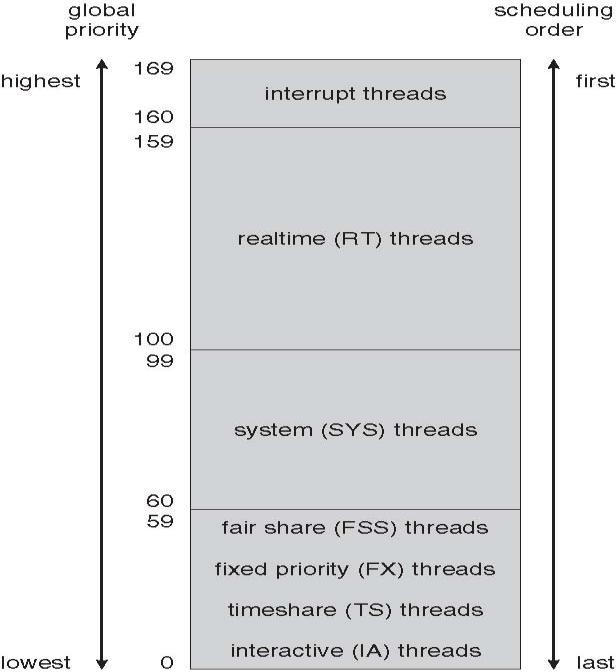 global
priority
scheduling
order
highest
169
first
interrupt threads
160
159
realtime (RT) threads
100
99
system (SYS) threads
60
59
fair share (FSS) threads
fixed priority (FX) threads
timeshare (TS) threads
interactive (IA) threads
lowest
0
last